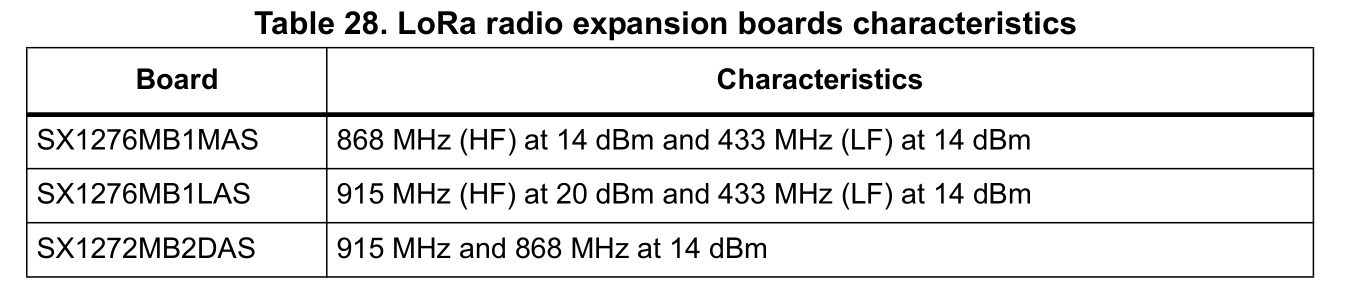 Table 28. LoRa radio expansion boards characteristics
Board Characteristics
SX1276MB1MAS 868 MHz (HF) at 14 dBm and 433 MHz (LF) at 14 dBm
SX1276MB1LAS 915 MHz (HF) at 20 dBm and 433 MHz (LF) at 14 dBm
SX1272MB2DAS 915 MHz and 868 MHz at 14 dBm